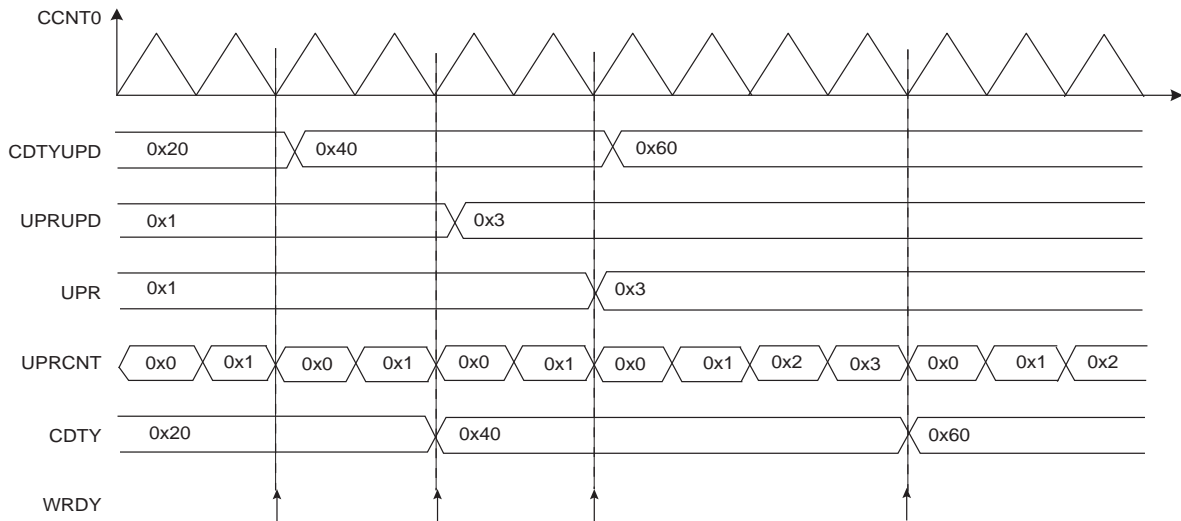 CCNT0
CDTYUPD 0x20 0x40 0x60
UPRUPD 0x1 0x3
UPR 0x1 0x3
UPRCNT 0x0 0x1 0x0 0x1 0x0 0x1 0x0 0x1 0x2 0x3 0x0 0x1 0x2
CDTY 0x20 0x40 0x60
WRDY